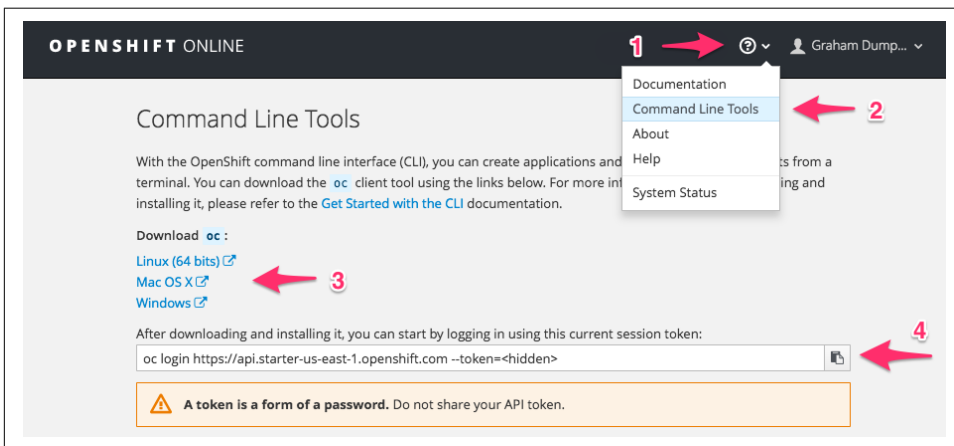 OPENSHIFT ONLINE
1
Graham Dump...
Documentation
Command Line Tools
2
About
Help
System Status
Command Line Tools
With the OpenShift command line interface (CLI), you can create applications and ts from a
terminal. You can download the oc client tool using the links below. For more in ing and
installing it, please refer to the Get Started with the CLI documentation.
Download oc :
Linux (64 bits)
Mac OS X
3
Windows
After downloading and installing it, you can start by logging in using this current session token:
4
oc login https://api.starter-us-east-1.openshift.com --token=<hidden>
A token is a form of a password. Do not share your API token.